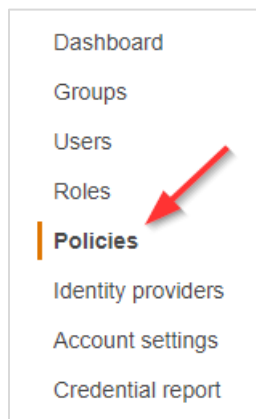 Dashboard
Groups
Users
Roles
Policies
Identity providers
Account settings
Credential report